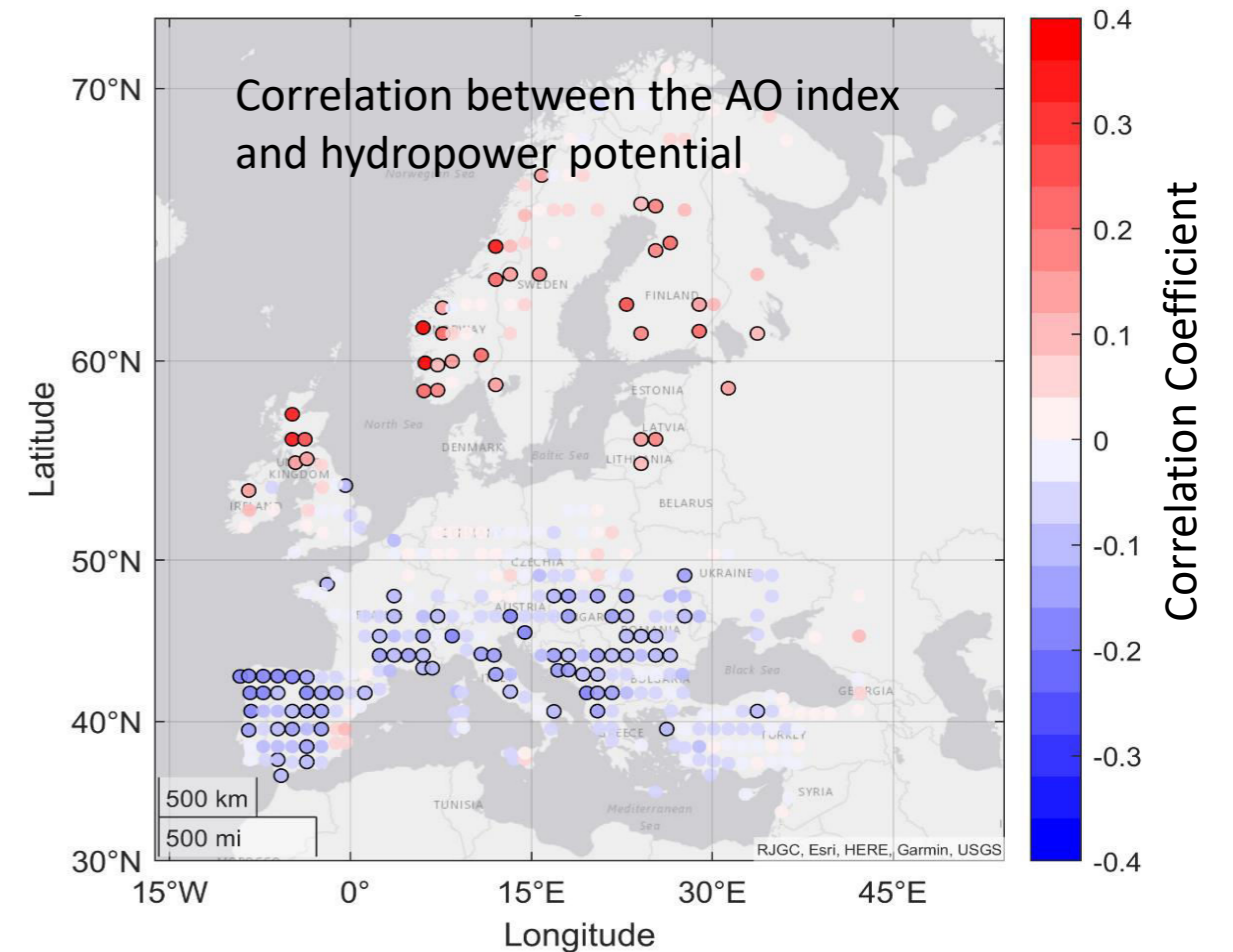 Correlation between the AO index
and hydropower potential
70°N
60°N
50°N
40°N
30°N
Latitude
15°W
0°
15°E
30°E
45°E
Longitude
0.4
0.3
0.2
0.1
0
-0.1
-0.2
-0.3
-0.4
Correlation Coefficient
Norwegian Sea
SWEDEN
FINLAND
ESTONIA
North Sea
LATVIA
DENMARK
Baltic Sea
LITHUANIA
KINGDOM
IRELAND
BELARUS
CZECHIA
UKRAINE
AUSTRIA
ROMANIA
Black Sea
BULGARIA
GEORGIA
GREECE
TURKEY
SYRIA
TUNISIA
Mediterranean
Sea
500 km
500 mi
RJGC, Esri, HERE, Garmin, USGS